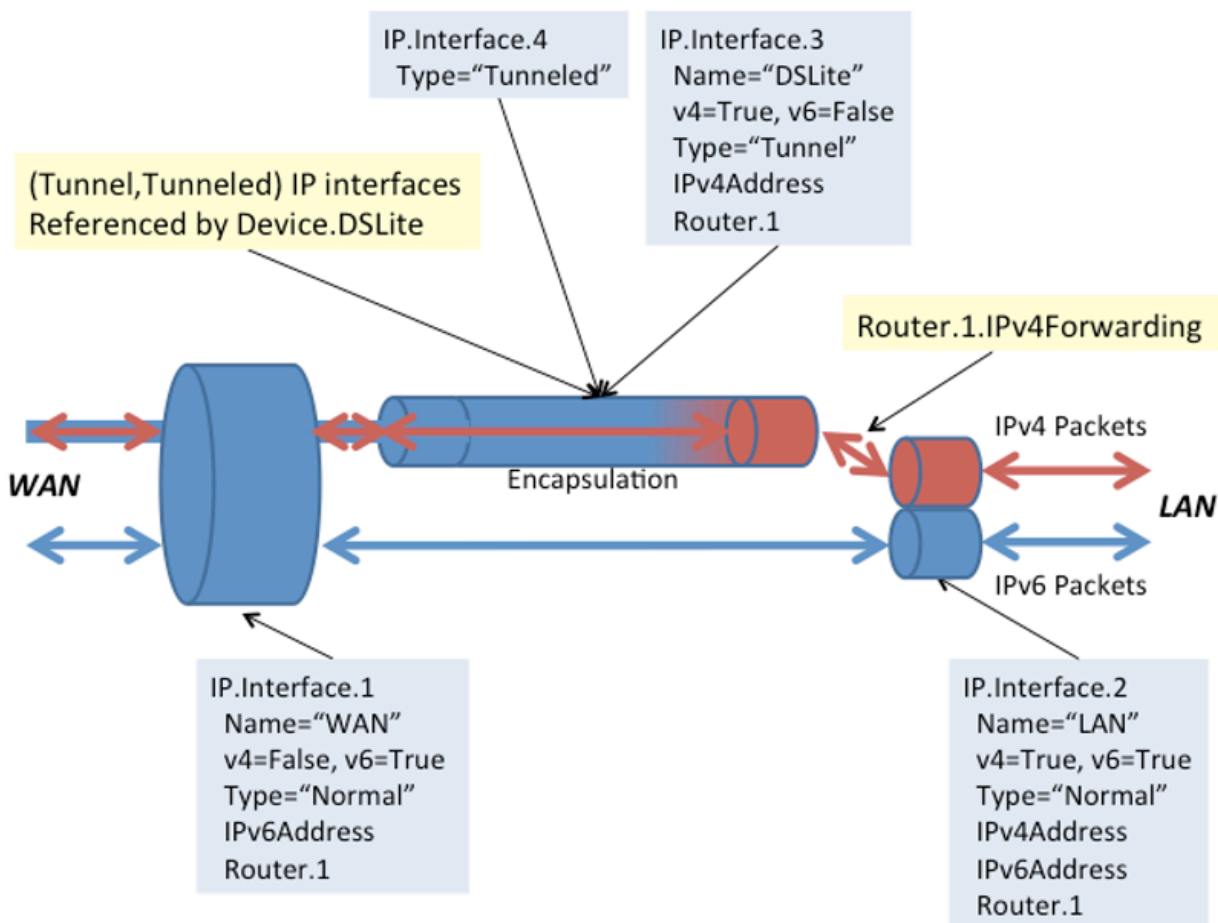 IP.Interface.4
Type=“Tunneled”
IP.Interface.3
Name=“DSLite”
v4=True, v6=False
Type=“Tunnel”
IPv4Address
Router.1
(Tunnel,Tunneled) IP interfaces
Referenced by Device.DSLite
Router.1.IPv4Forwarding
IPv4 Packets
Encapsulation
WAN
LAN
IPv6 Packets
IP.Interface.1
Name=“WAN”
v4=False, v6=True
Type=“Normal”
IPv6Address
Router.1
IP.Interface.2
Name=“LAN”
v4=True, v6=True
Type=“Normal”
IPv4Address
IPv6Address
Router.1